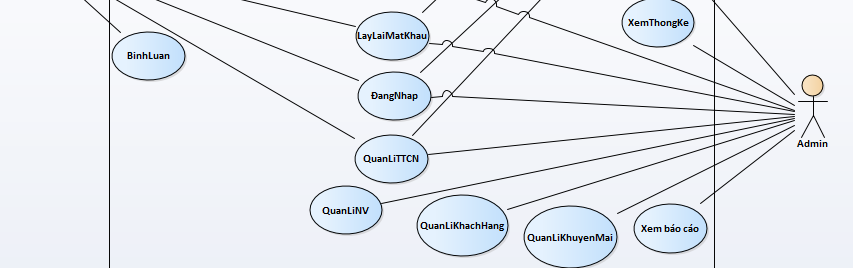 XemThongKe
LayLaiMatKhau
BinhLuan
ĐangNhap
Admin
QuanLiTTCN
QuanLiNV
QuanLiKhachHang
QuanLiKhuyenMai
Xem báo cáo